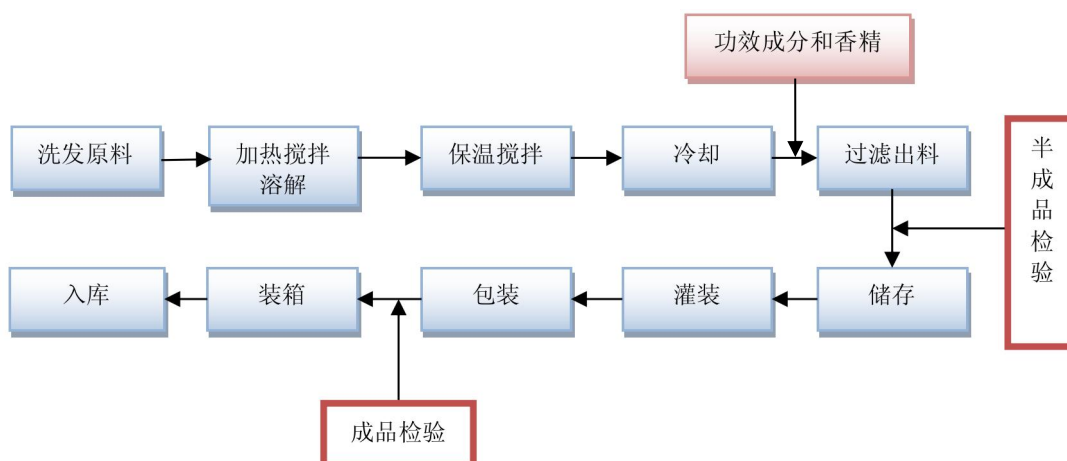 功效成分和香精
洗发原料
加热搅拌
溶解
保温搅拌
冷却
过滤出料
半
成
品
检
验
入库
装箱
包装
灌装
储存
成品检验